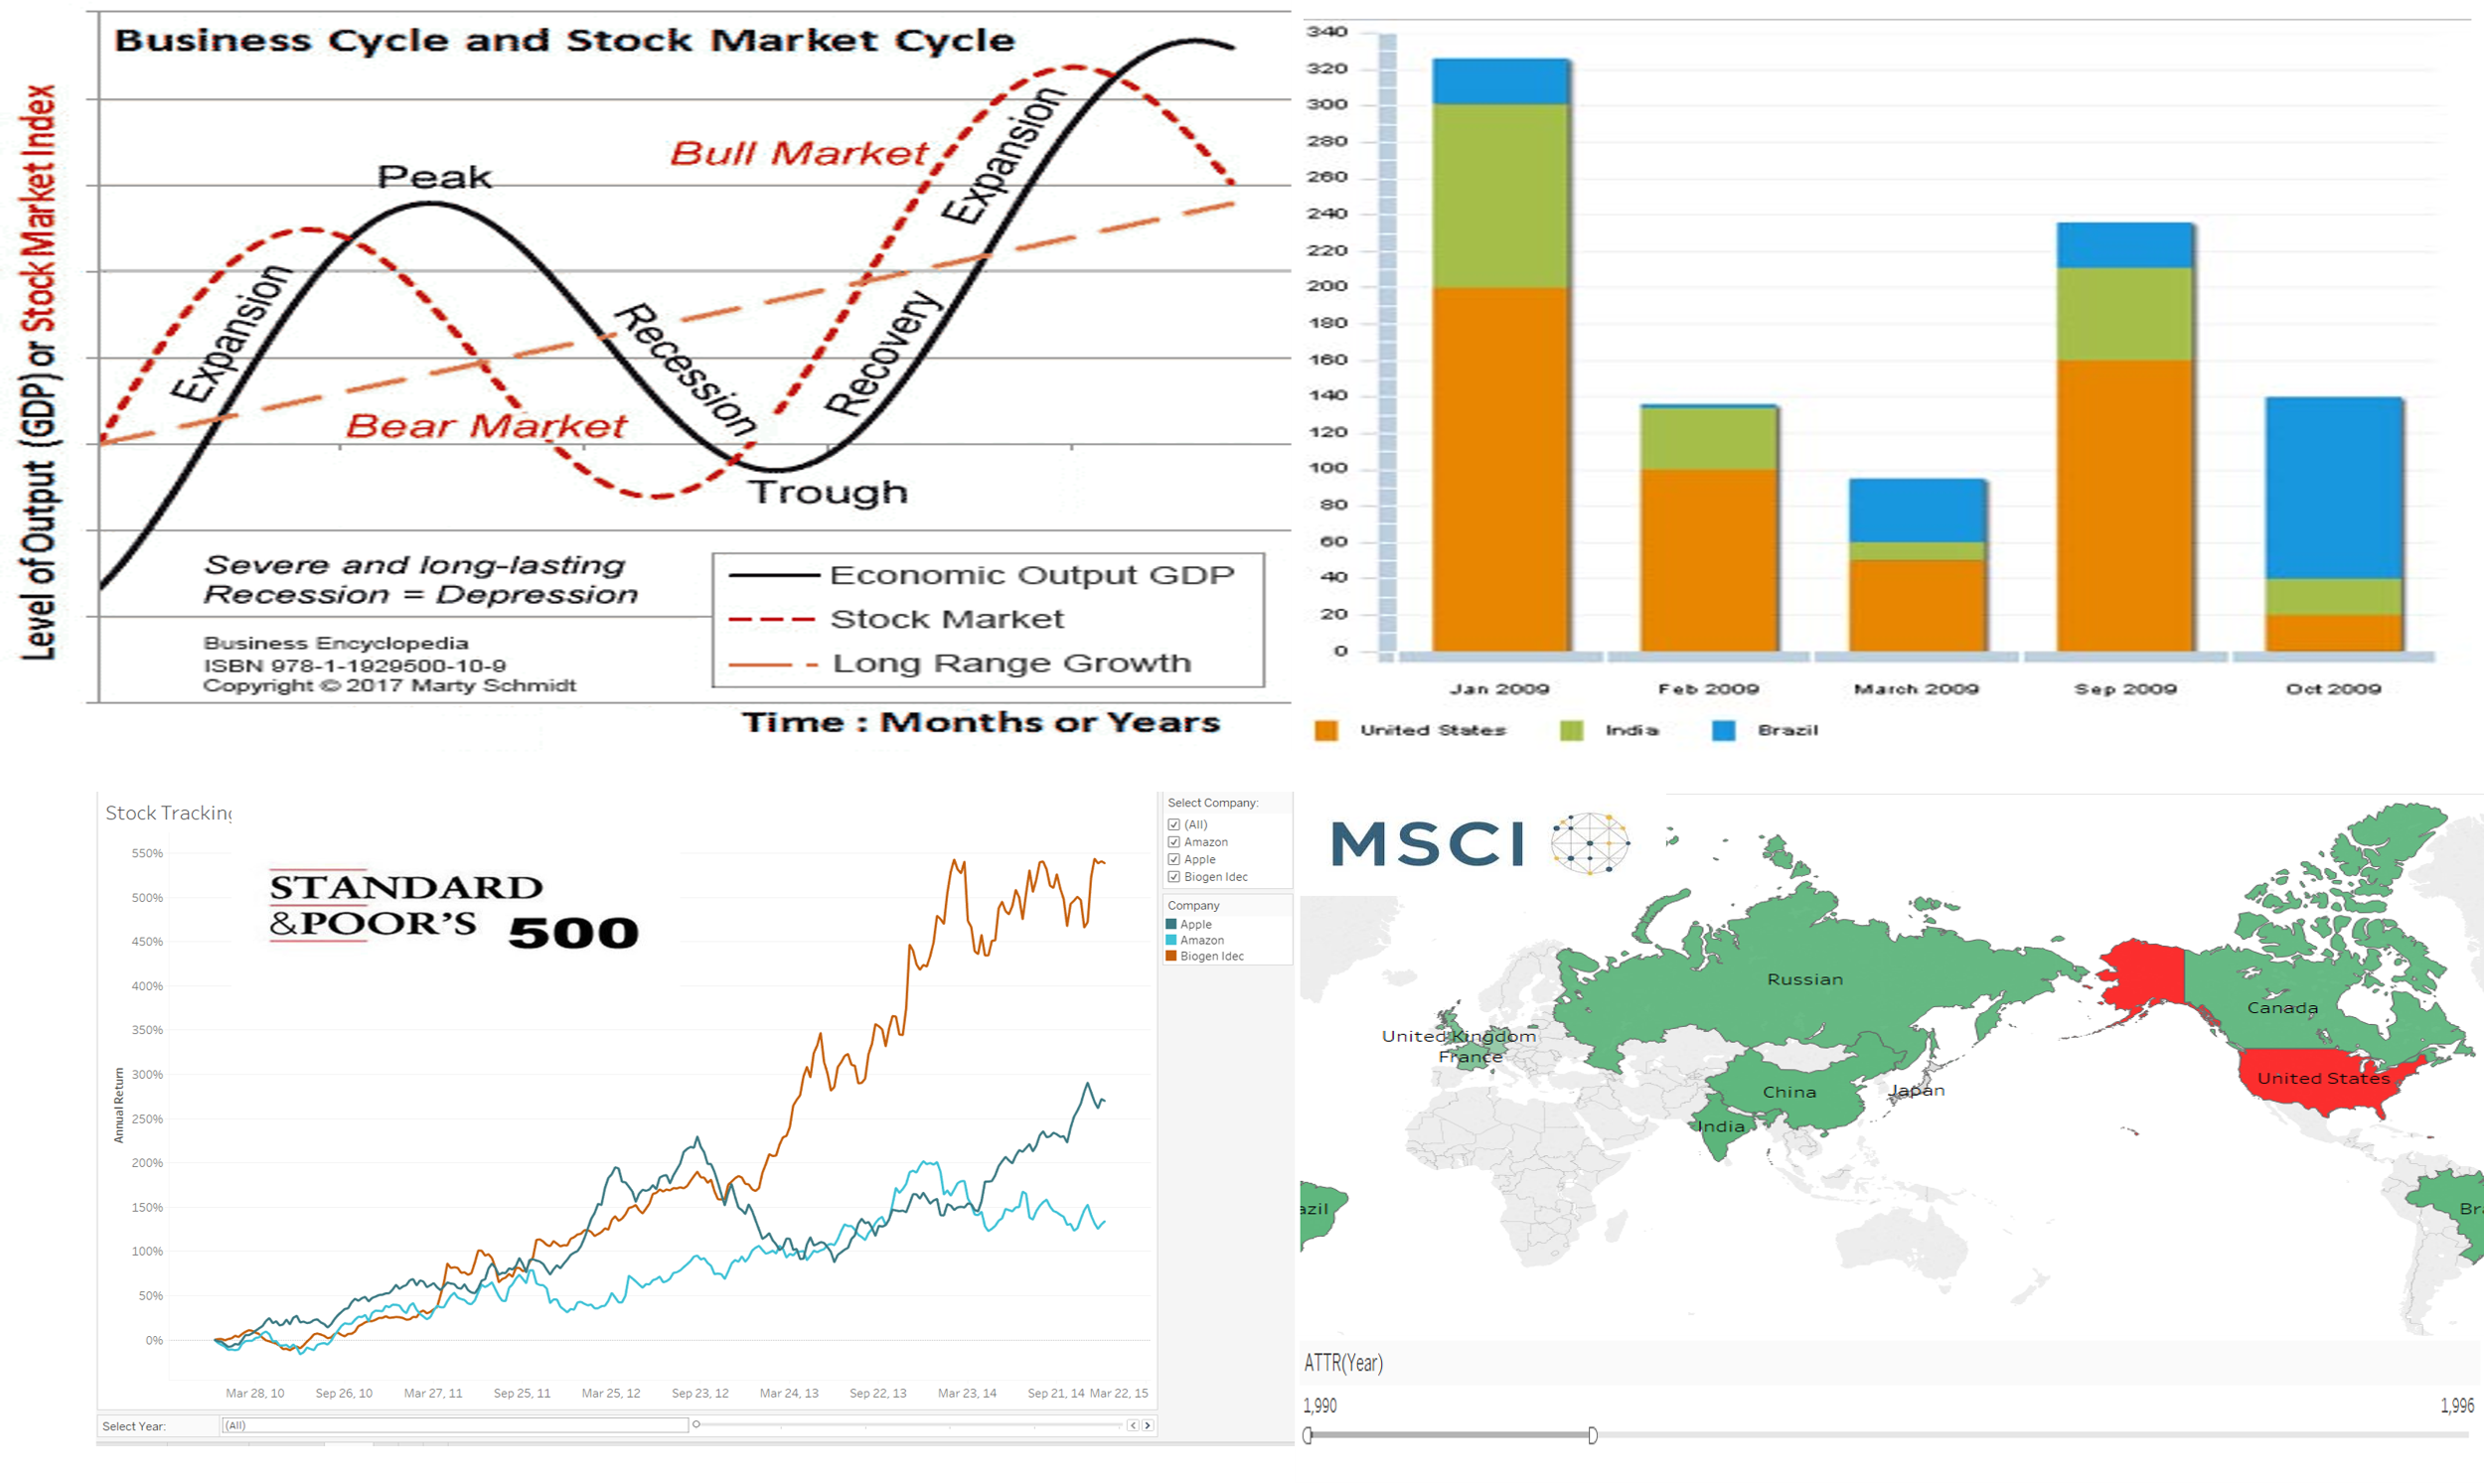 Business Cycle and Stock Market Cycle
Level of Output (GDP) or Stock Market Index
Peak
Bull Market
Expansion
Expansion
Recession
Recovery
Bear Market
Trough
Severe and long-lasting
Recession = Depression
Economic Output GDP
Stock Market
Long Range Growth
Business Encyclopedia
ISBN 978-1-1929500-10-9
Copyright © 2017 Marty Schmidt
Time : Months or Years
340
320
300
280
260
240
220
200
180
160
140
120
100
80
60
40
20
0
Jan 2009 Feb 2009 March 2009 Sep 2009 Oct 2009
United States India Brazil
Stock Tracking
STANDARD
&POOR'S 500
Annual Return
550%
500%
450%
400%
350%
300%
250%
200%
150%
100%
50%
0%
Mar 28, 10 Sep 26, 10 Mar 27, 11 Sep 25, 11 Mar 25, 12 Sep 23, 12 Mar 24, 13 Sep 22, 13 Mar 23, 14 Sep 21, 14 Mar 22, 15
Select Year: (All)
Select Company:
(All)
Amazon
Apple
Biogen Idec
Company
Apple
Amazon
Biogen Idec
MSCI
Russian
Canada
United Kingdom
France
United States
China
Japan
India
azil
Bra
ATTR(Year)
1,990 1,996